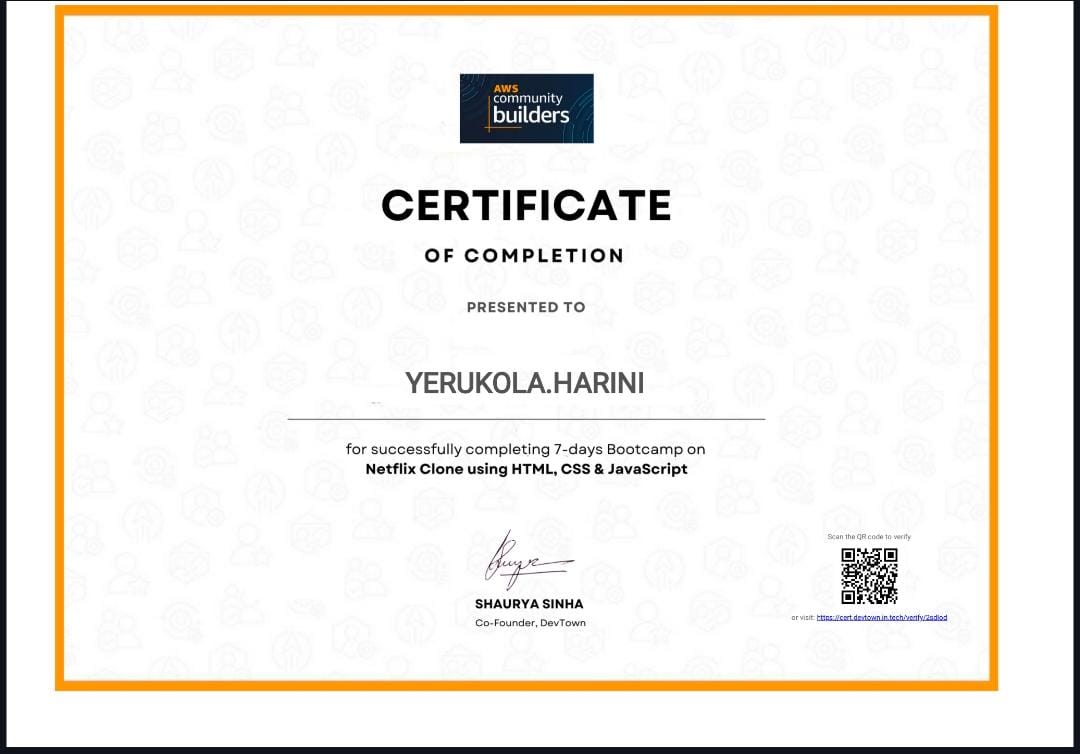 AWS
community
builders
CERTIFICATE
OF COMPLETION
PRESENTED TO
YERUKOLA.HARINI
for successfully completing 7-days Bootcamp on
Netflix Clone using HTML, CSS & JavaScript
SHAURYA SINHA
Co-Founder, DevTown
Scan the QR code to verify
or visit: https://cert.devtown.in.tech/verify/2sdlod